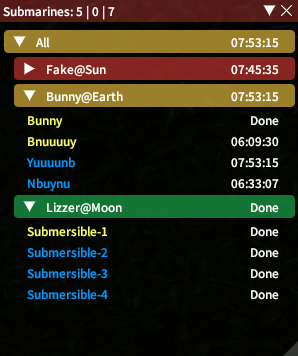 Submarines: 5 | 0 | 7
All 07:53:15
Fake@Sun 07:45:35
Bunny@Earth 07:53:15
Bunny Done
Bnuuuuy 06:09:30
Yuuuunb 07:53:15
Nbuynu 06:33:07
Lizzer@Moon Done
Submersible-1 Done
Submersible-2 Done
Submersible-3 Done
Submersible-4 Done